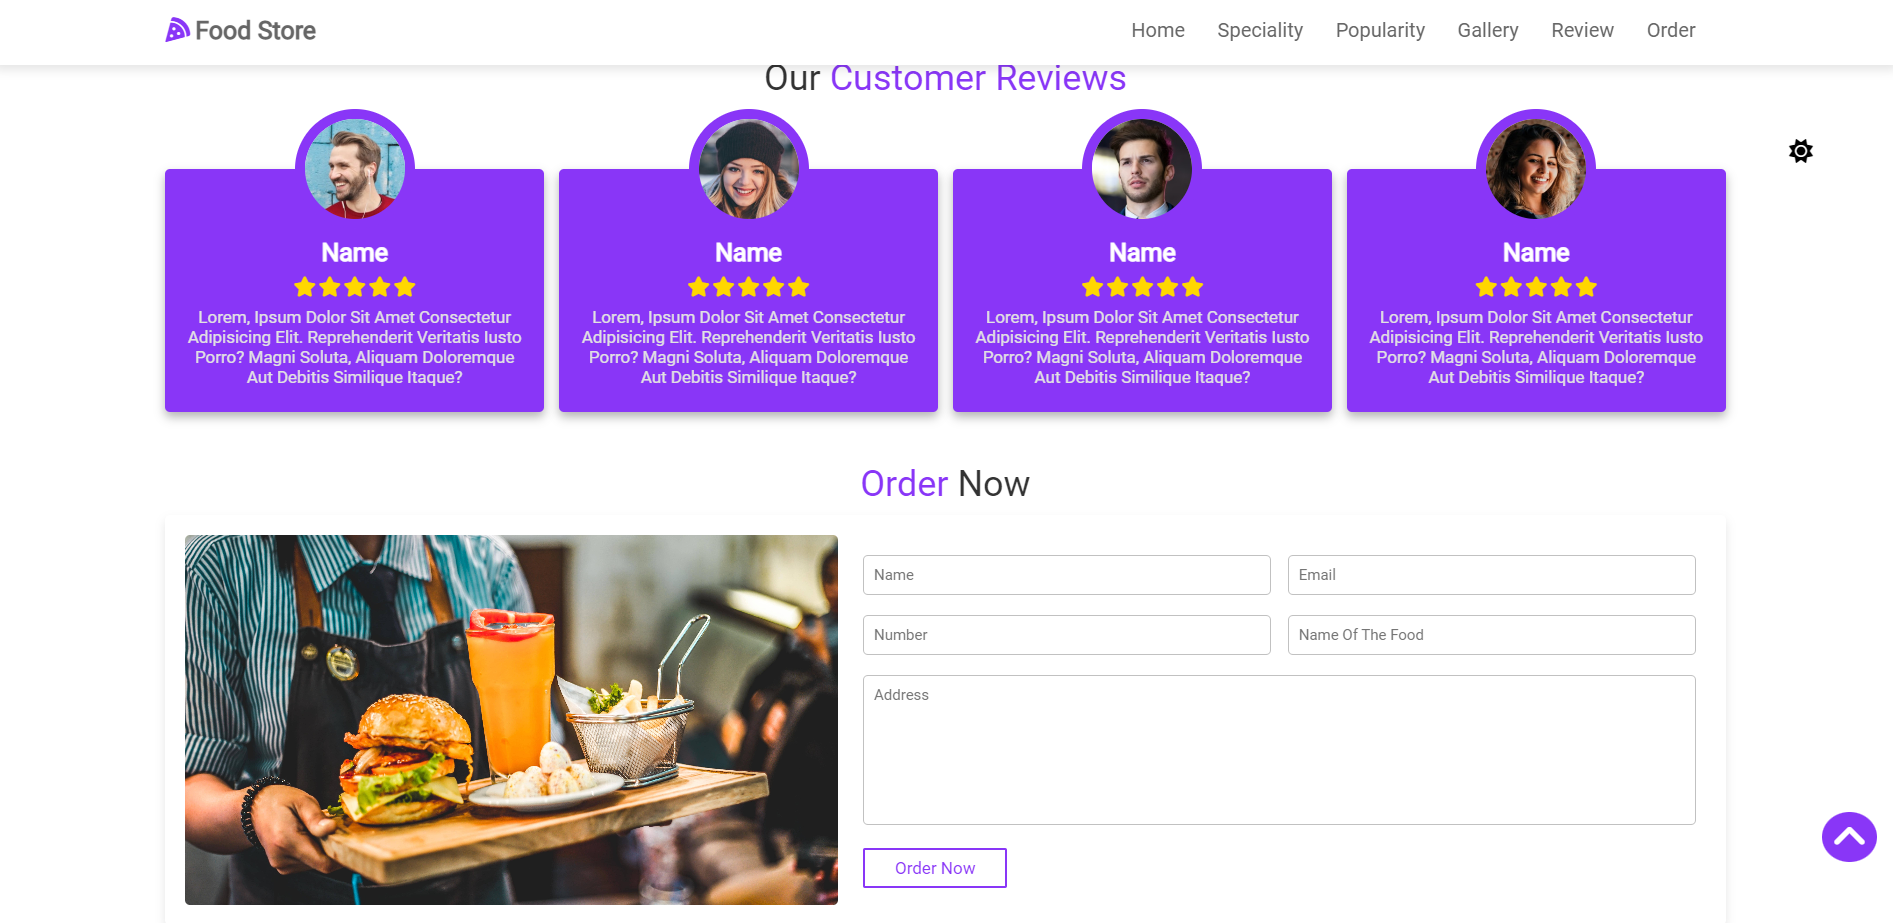 Food Store
Home Speciality Popularity Gallery Review Order
Our Customer Reviews
Name
Lorem, Ipsum Dolor Sit Amet Consectetur
Adipisicing Elit. Reprehenderit Veritatis Iusto
Porro? Magni Soluta, Aliquam Doloremque
Aut Debitis Similique Itaque?
Name
Lorem, Ipsum Dolor Sit Amet Consectetur
Adipisicing Elit. Reprehenderit Veritatis Iusto
Porro? Magni Soluta, Aliquam Doloremque
Aut Debitis Similique Itaque?
Name
Lorem, Ipsum Dolor Sit Amet Consectetur
Adipisicing Elit. Reprehenderit Veritatis Iusto
Porro? Magni Soluta, Aliquam Doloremque
Aut Debitis Similique Itaque?
Name
Lorem, Ipsum Dolor Sit Amet Consectetur
Adipisicing Elit. Reprehenderit Veritatis Iusto
Porro? Magni Soluta, Aliquam Doloremque
Aut Debitis Similique Itaque?
Order Now
Name
Email
Number
Name Of The Food
Address
Order Now